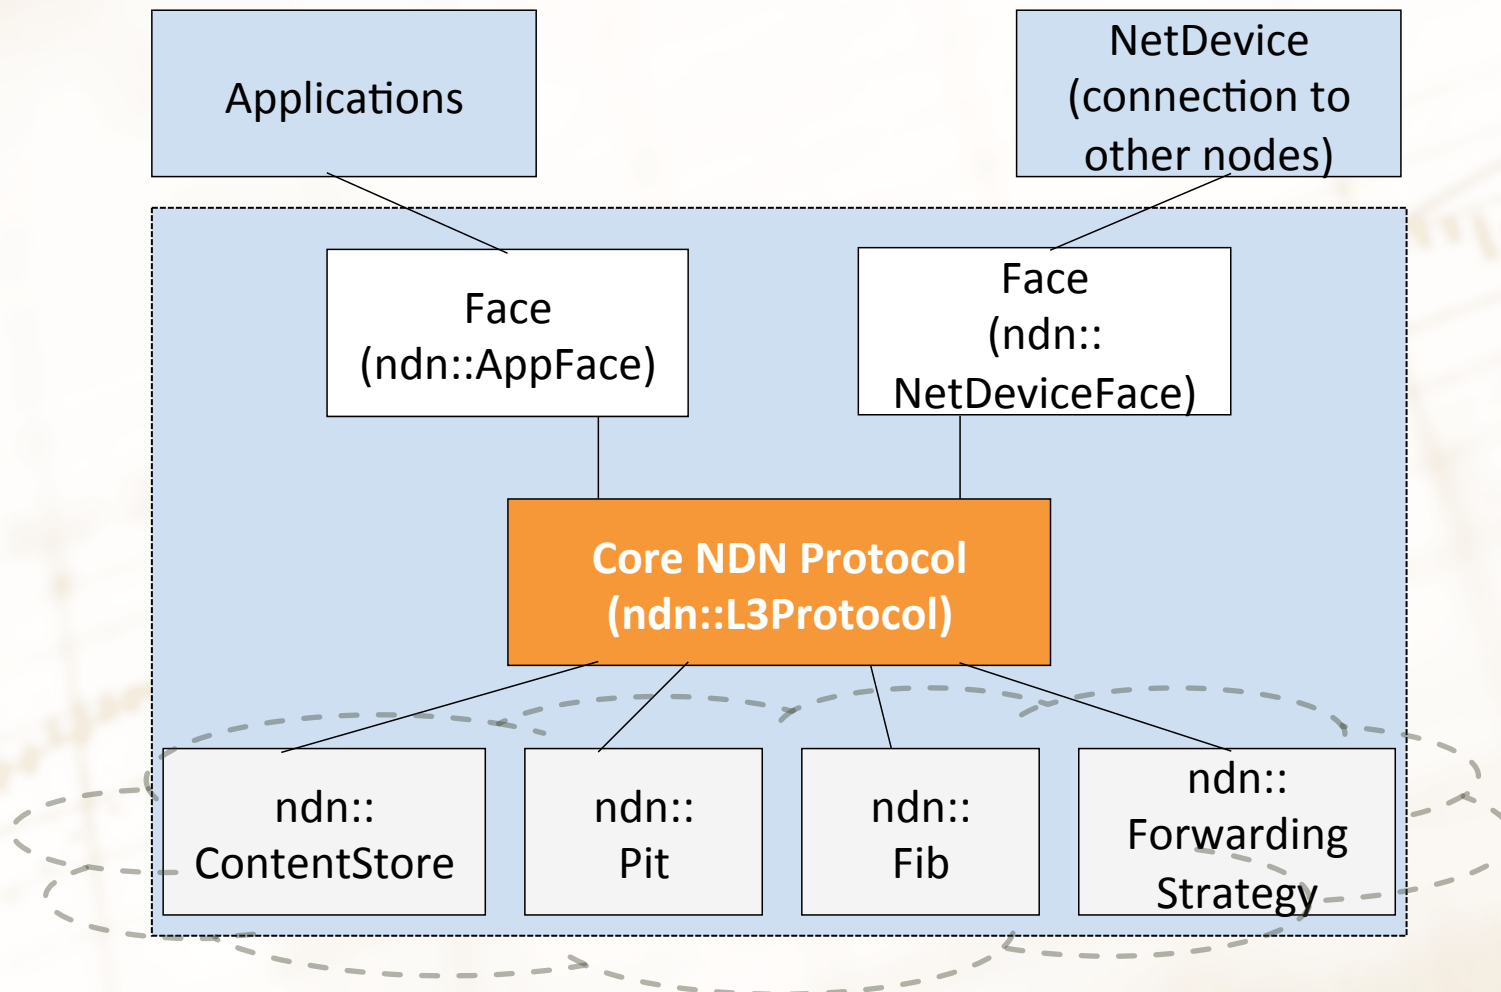 Applications
NetDevice
(connection to
other nodes)
Face
(ndn::AppFace)
Face
(ndn::
NetDeviceFace)
Core NDN Protocol
(ndn::L3Protocol)
ndn::
ContentStore
ndn::
Pit
ndn::
Fib
ndn::
Forwarding
Strategy